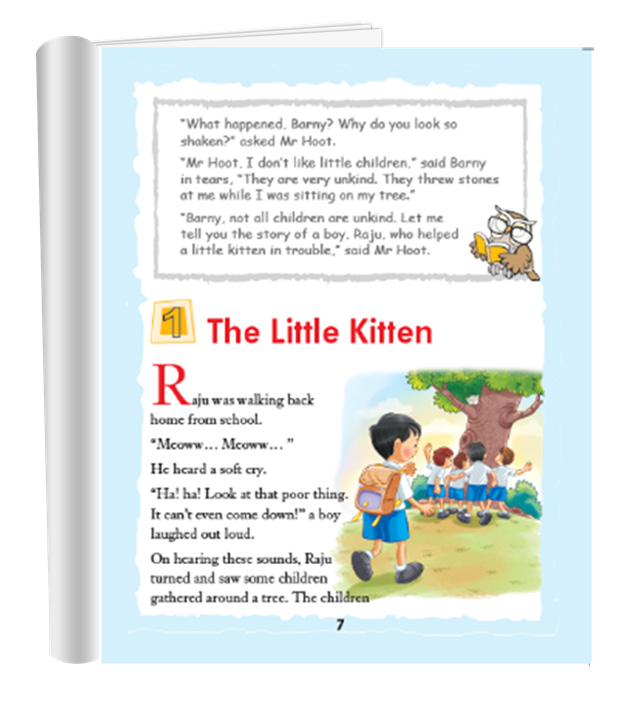 "What happened, Barny? Why do you look so
shaken?" asked Mr Hoot.
"Mr Hoot, I don't like little children," said Barny
in tears, "They are very unkind. They threw stones
at me while I was sitting on my tree."
"Barny, not all children are unkind. Let me
tell you the story of a boy, Raju, who helped
a little kitten in trouble," said Mr Hoot.
1
The Little Kitten
Raju was walking back
home from school.
"Meoww... Meoww... "
He heard a soft cry.
"Ha! ha! Look at that poor thing.
It can't even come down!" a boy
laughed out loud.
On hearing these sounds, Raju
turned and saw some children
gathered around a tree. The children
7